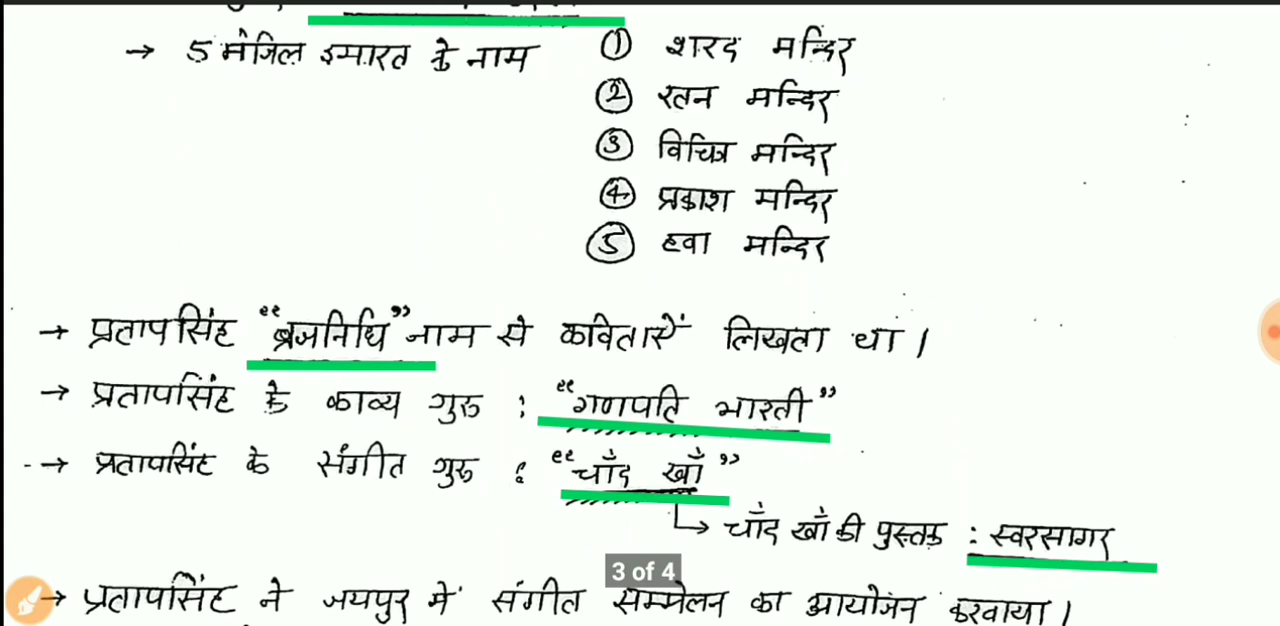 → 5 मंजिल इमारत के नाम ① शरद मन्दिर
② रतन मन्दिर
③ विचित्र मन्दिर
④ प्रकाश मन्दिर
⑤ हवा मन्दिर
→ प्रतापसिंह "ब्रजनिधि" नाम से कविताऐं लिखता था।
→ प्रतापसिंह के काव्य गुरु : "गणपति भारती"
→ प्रतापसिंह के संगीत गुरु : "चाँद खाँ"
↳ चाँद खाँ की पुस्तक : स्वरसागर
3 of 4
→ प्रतापसिंह ने जयपुर में संगीत सम्मेलन का आयोजन करवाया।